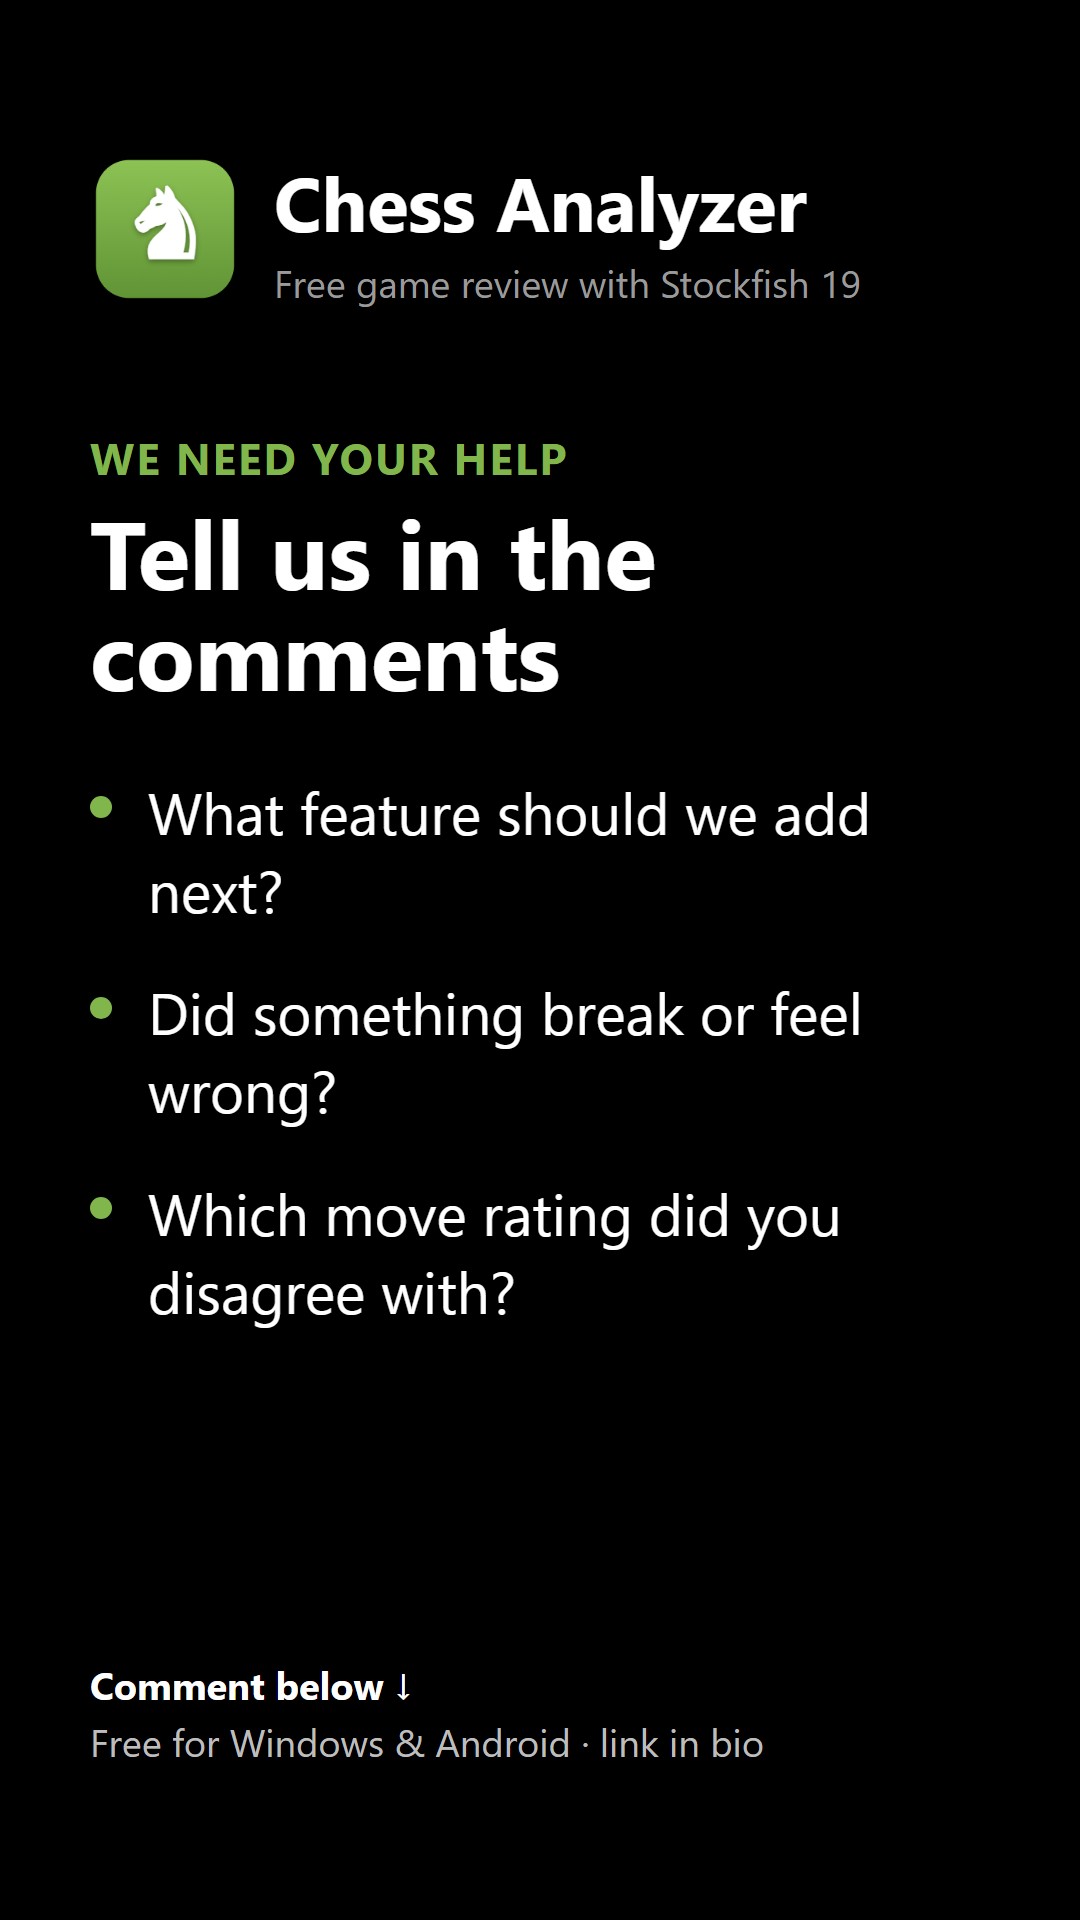 Chess Analyzer
Free game review with Stockfish 19
WE NEED YOUR HELP
Tell us in the
comments
• What feature should we add
next?
• Did something break or feel
wrong?
• Which move rating did you
disagree with?
Comment below ↓
Free for Windows & Android · link in bio